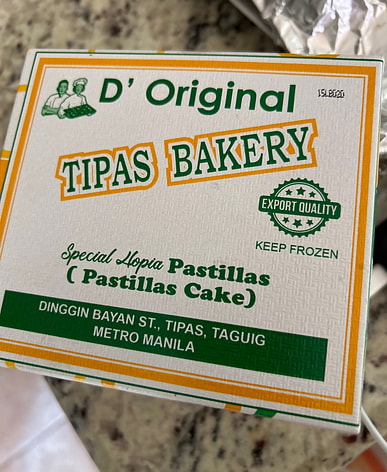 D' Original
TIPAS BAKERY
EXPORT QUALITY
KEEP FROZEN
Special Hopia Pastillas
( Pastillas Cake)
DINGGIN BAYAN ST., TIPAS, TAGUIG
METRO MANILA